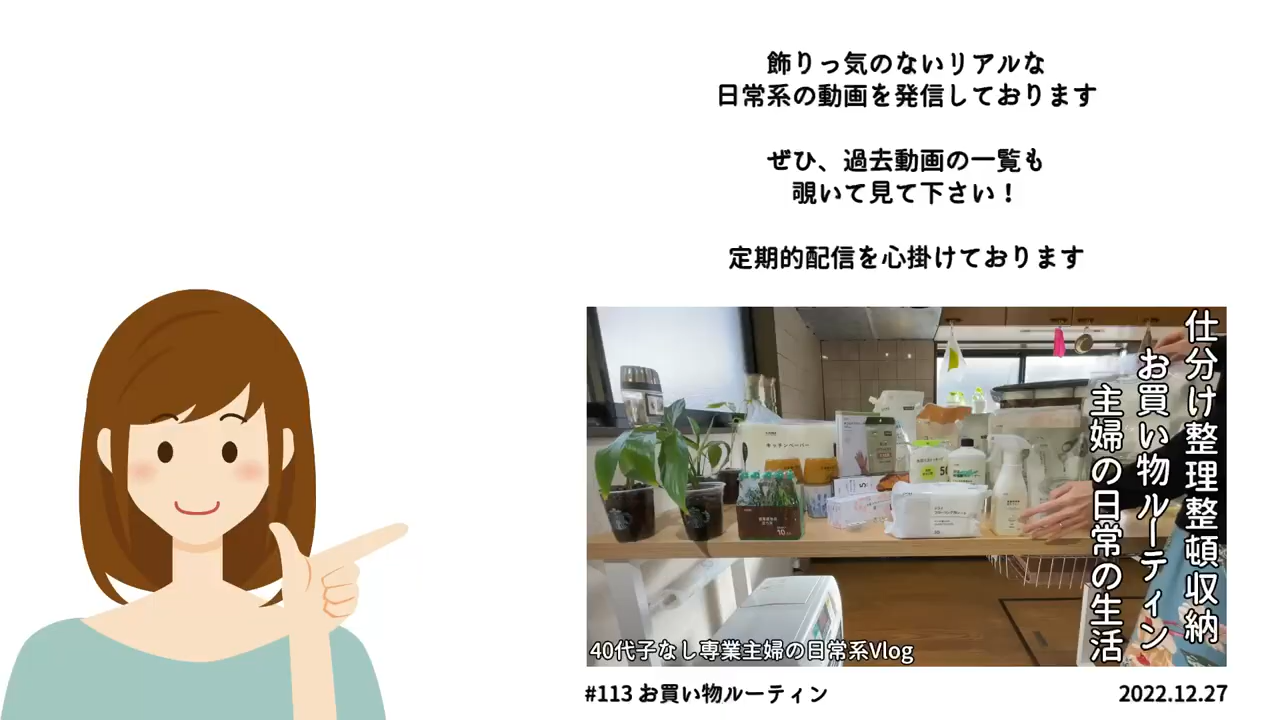 飾りっ気のないリアルな
日常系の動画を発信しております
ぜひ、過去動画の一覧も
覗いて見て下さい！
定期的配信を心掛けております
仕分け整理整頓収納
お買い物ルーティン
主婦の日常の生活
キッチンペーパー
40代子なし専業主婦の日常系Vlog
#113 お買い物ルーティン
2022.12.27